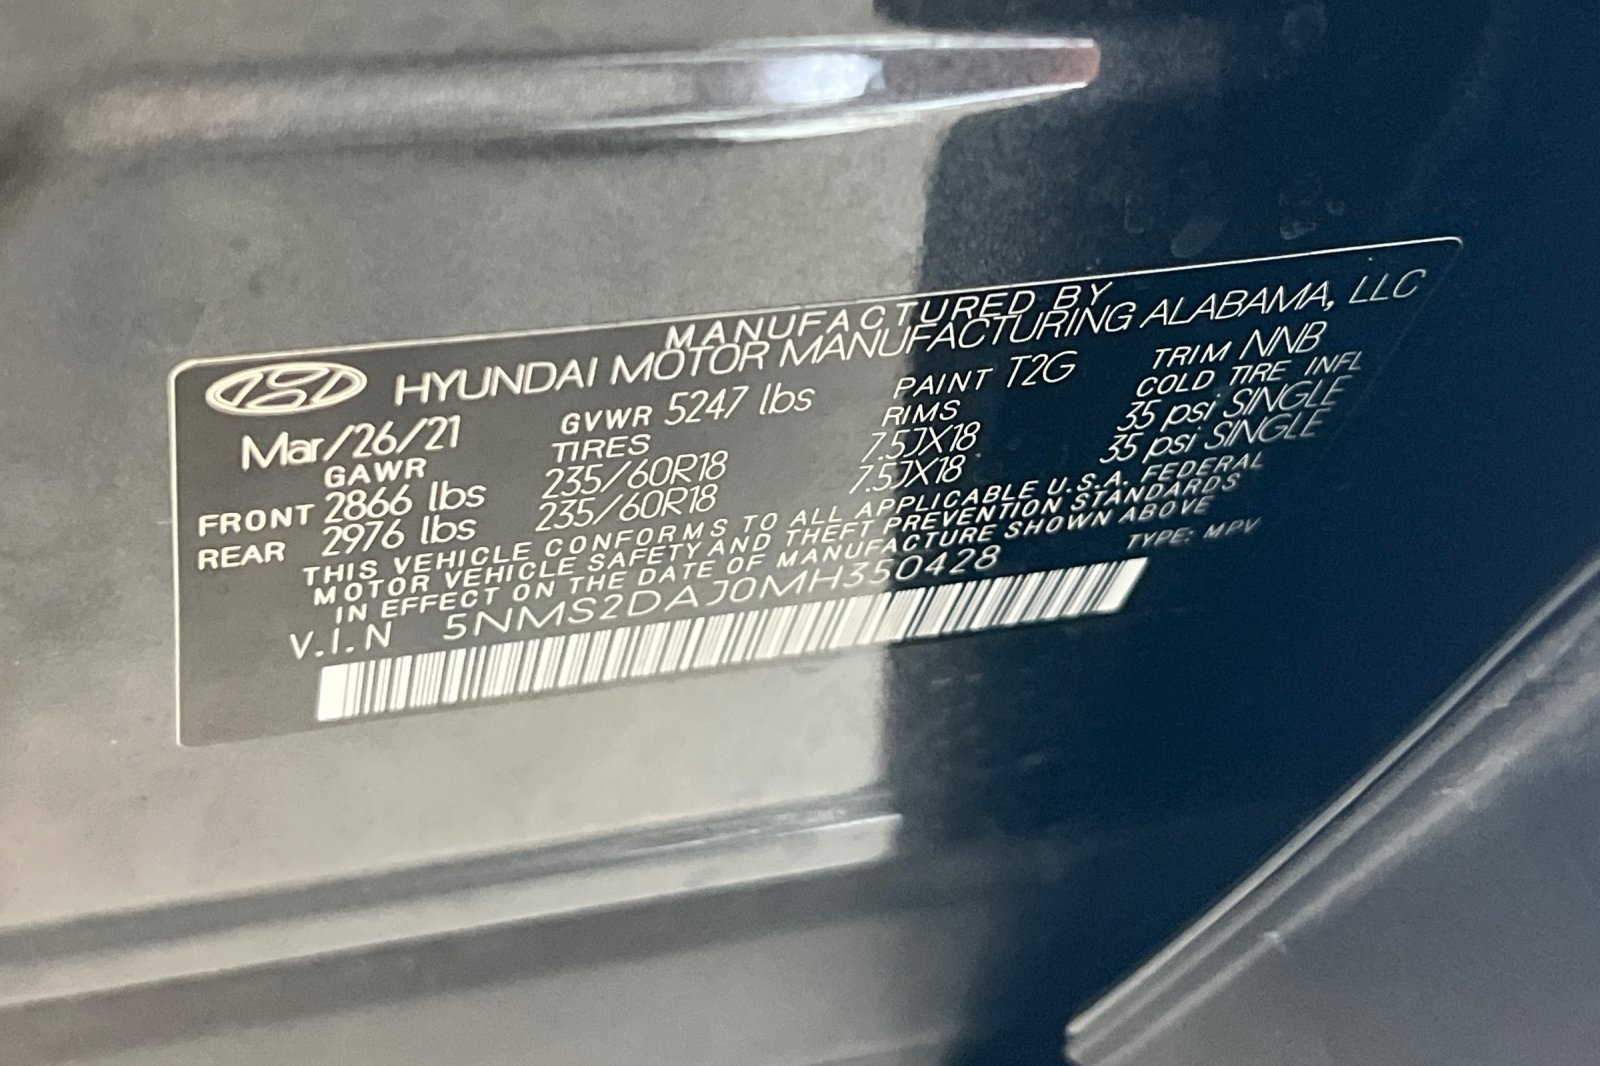 MANUFACTURED BY
HYUNDAI MOTOR MANUFACTURING ALABAMA, LLC
Mar/26/21 GVWR 5247 lbs PAINT T2G TRIM NNB
GAWR TIRES RIMS COLD TIRE INFL
FRONT 2866 lbs 235/60R18 7.5JX18 35 psi SINGLE
REAR 2976 lbs 235/60R18 7.5JX18 35 psi SINGLE
THIS VEHICLE CONFORMS TO ALL APPLICABLE U.S.A. FEDERAL
MOTOR VEHICLE SAFETY AND THEFT PREVENTION STANDARDS
IN EFFECT ON THE DATE OF MANUFACTURE SHOWN ABOVE
V.I.N 5NMS2DAJ0MH350428 TYPE: MPV